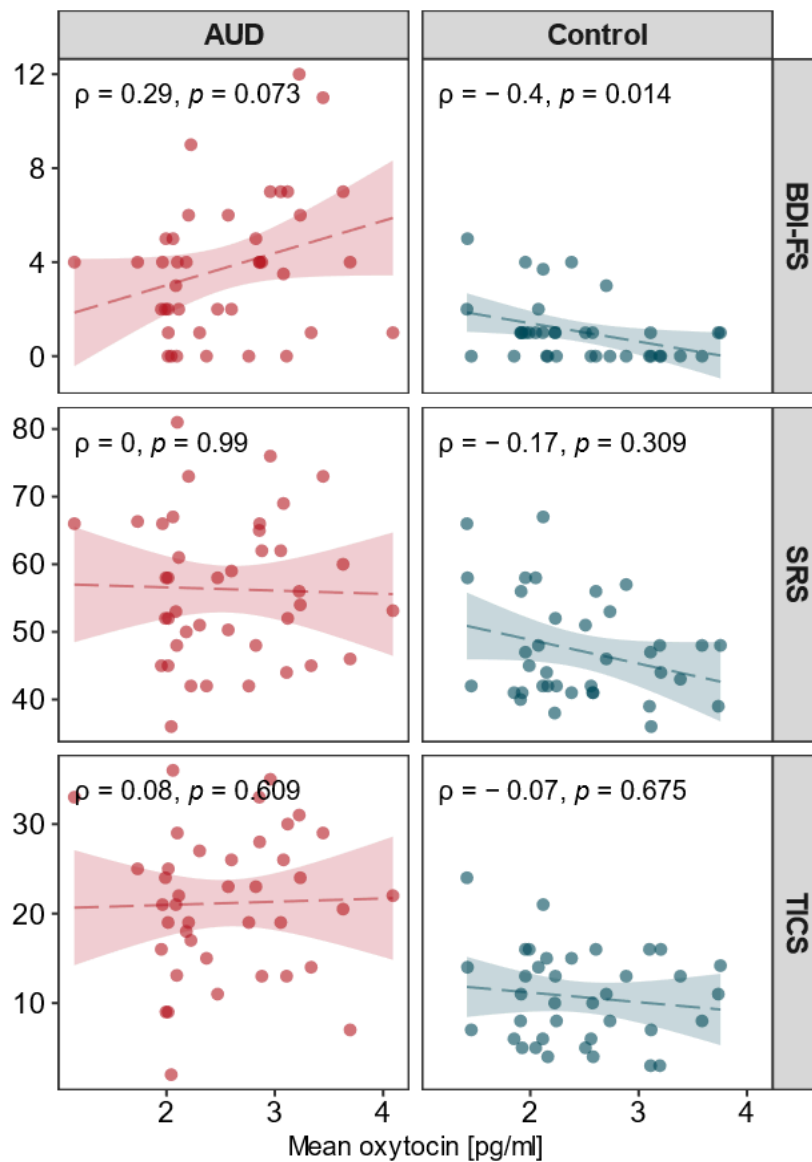 AUD
Control
12
8
4
0
ρ = 0.29, p = 0.073
ρ = − 0.4, p = 0.014
BDI-FS
80
70
60
50
40
ρ = 0, p = 0.99
ρ = − 0.17, p = 0.309
SRS
30
20
10
ρ = 0.08, p = 0.609
ρ = − 0.07, p = 0.675
TICS
2 3 4
2 3 4
Mean oxytocin [pg/ml]